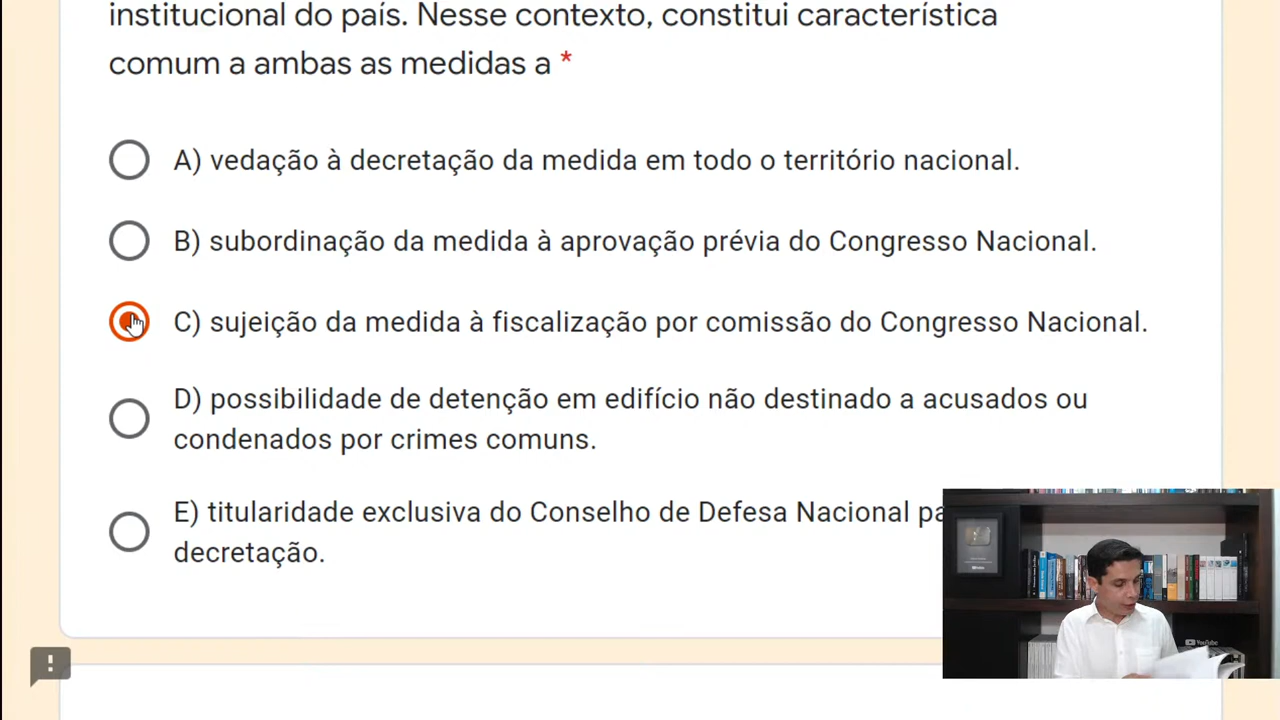 institucional do país. Nesse contexto, constitui característica
comum a ambas as medidas a *
A) vedação à decretação da medida em todo o território nacional.
B) subordinação da medida à aprovação prévia do Congresso Nacional.
C) sujeição da medida à fiscalização por comissão do Congresso Nacional.
D) possibilidade de detenção em edifício não destinado a acusados ou
condenados por crimes comuns.
E) titularidade exclusiva do Conselho de Defesa Nacional pa
decretação.
YouTube